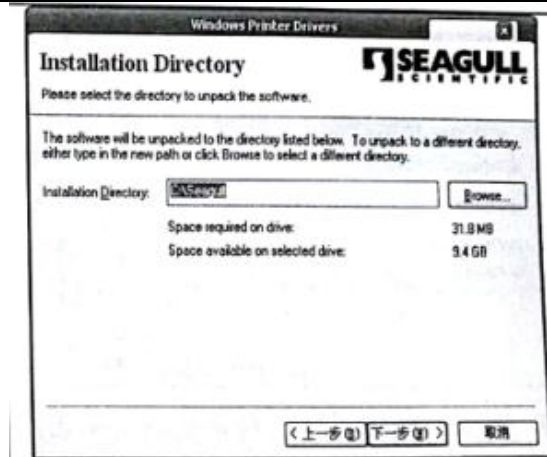 Windows Printer Drivers
Installation Directory
SEAGULL
SCIENTIFIC
Please select the directory to unpack the software.
The software will be unpacked to the directory listed below. To unpack to a different directory,
either type in the new path or click Browse to select a different directory.
Installation Directory:
C:\Seagull
Browse...
Space required on drive: 31.8 MB
Space available on selected drive: 9.4 GB
< 上一步(B) 下一步(N) > 取消